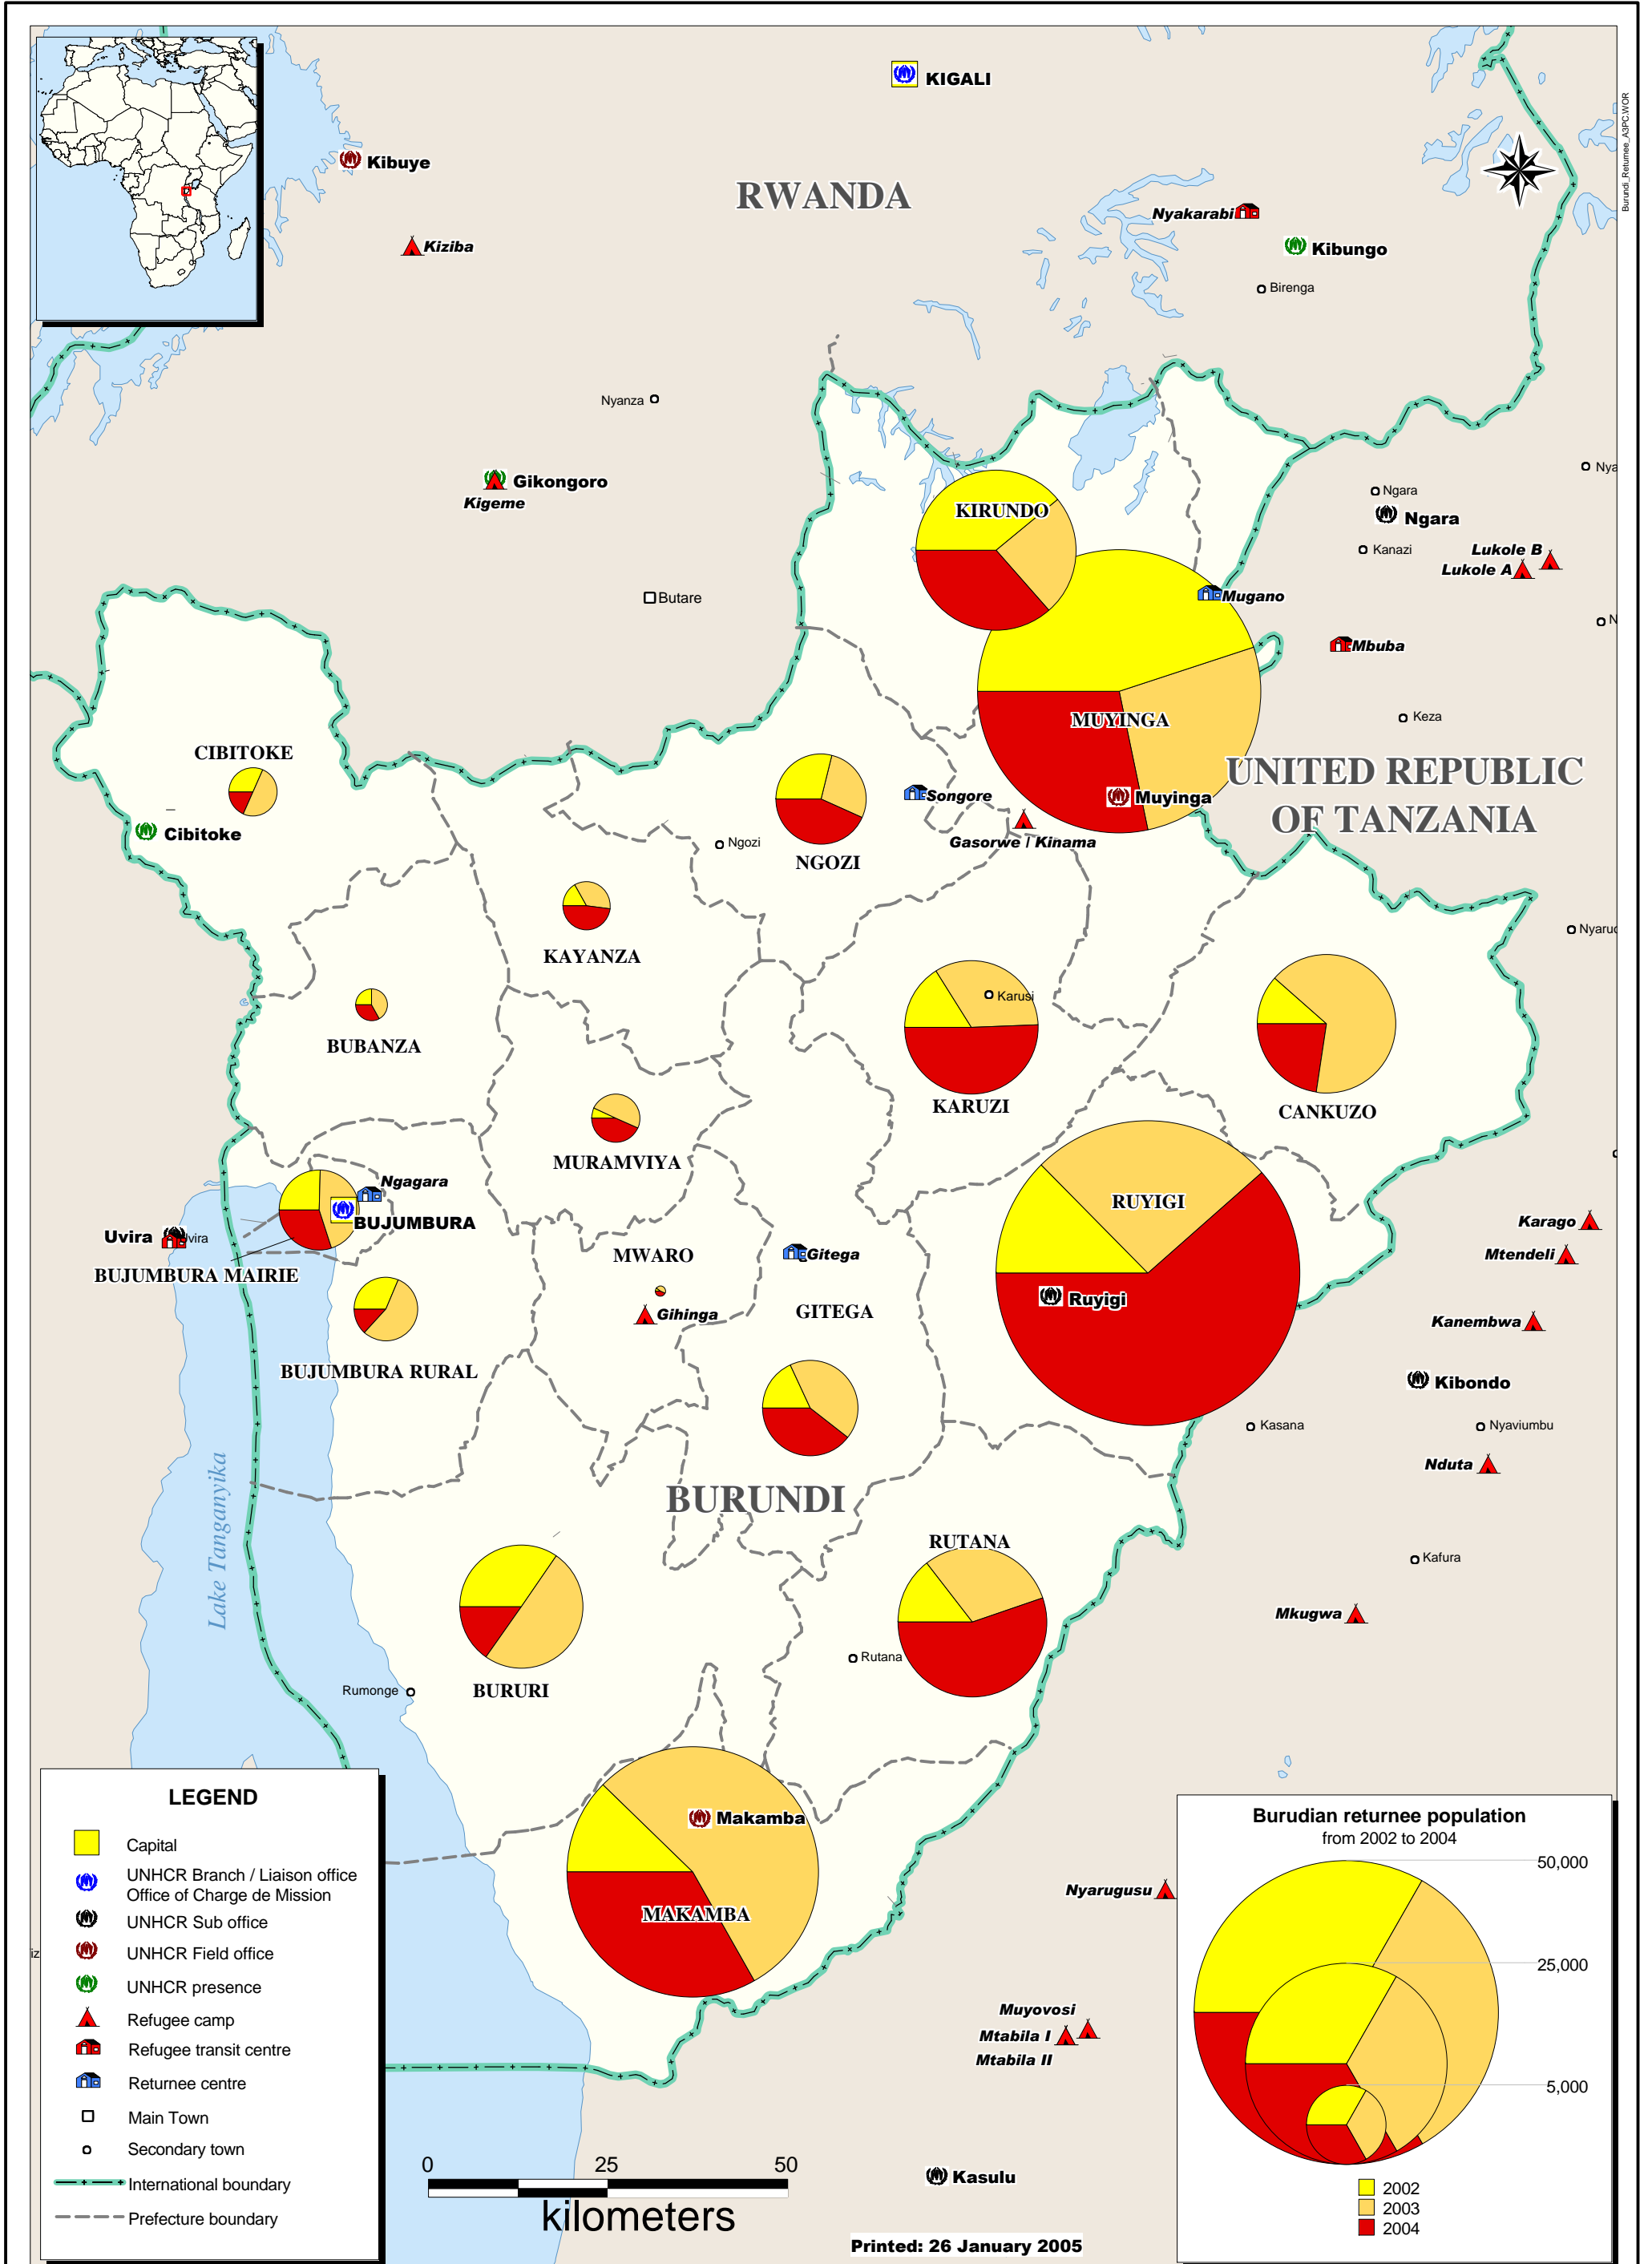 KIGALI
Burundi_Returnee_A3PC.WOR
Kibuye
RWANDA
Nyakarabi
Kiziba
Kibungo
Birenga
Nyanza
Gikongoro
Kigeme
Ngara
Ngara
KIRUNDO
Kanazi
Lukole B
Lukole A
Butare
Mugano
Mbuba
MUYINGA
Keza
CIBITOKE
UNITED REPUBLIC
OF TANZANIA
Songore
Muyinga
Cibitoke
Ngozi
NGOZI
Gasorwe / Kinama
KAYANZA
Karusi
BUBANZA
KARUZI
CANKUZO
MURAMVIYA
Ngagara
RUYIGI
BUJUMBURA
Uvira
Karago
Mtendeli
MWARO
Gitega
BUJUMBURA MAIRIE
Ruyigi
GITEGA
Gihinga
Kanembwa
BUJUMBURA RURAL
Kibondo
Kasana
Nyaviumbu
Nduta
Lake Tanganyika
BURUNDI
RUTANA
Kafura
Mkugwa
Rutana
Rumonge
BURURI
Makamba
MAKAMBA
Nyarugusu
Muyovosi
Mtabila I
Mtabila II
Kasulu
LEGEND
Capital
UNHCR Branch / Liaison office
Office of Charge de Mission
UNHCR Sub office
UNHCR Field office
UNHCR presence
Refugee camp
Refugee transit centre
Returnee centre
Main Town
Secondary town
International boundary
Prefecture boundary
0 25 50
kilometers
Printed: 26 January 2005
Burudian returnee population
from 2002 to 2004
50,000
25,000
5,000
2002
2003
2004